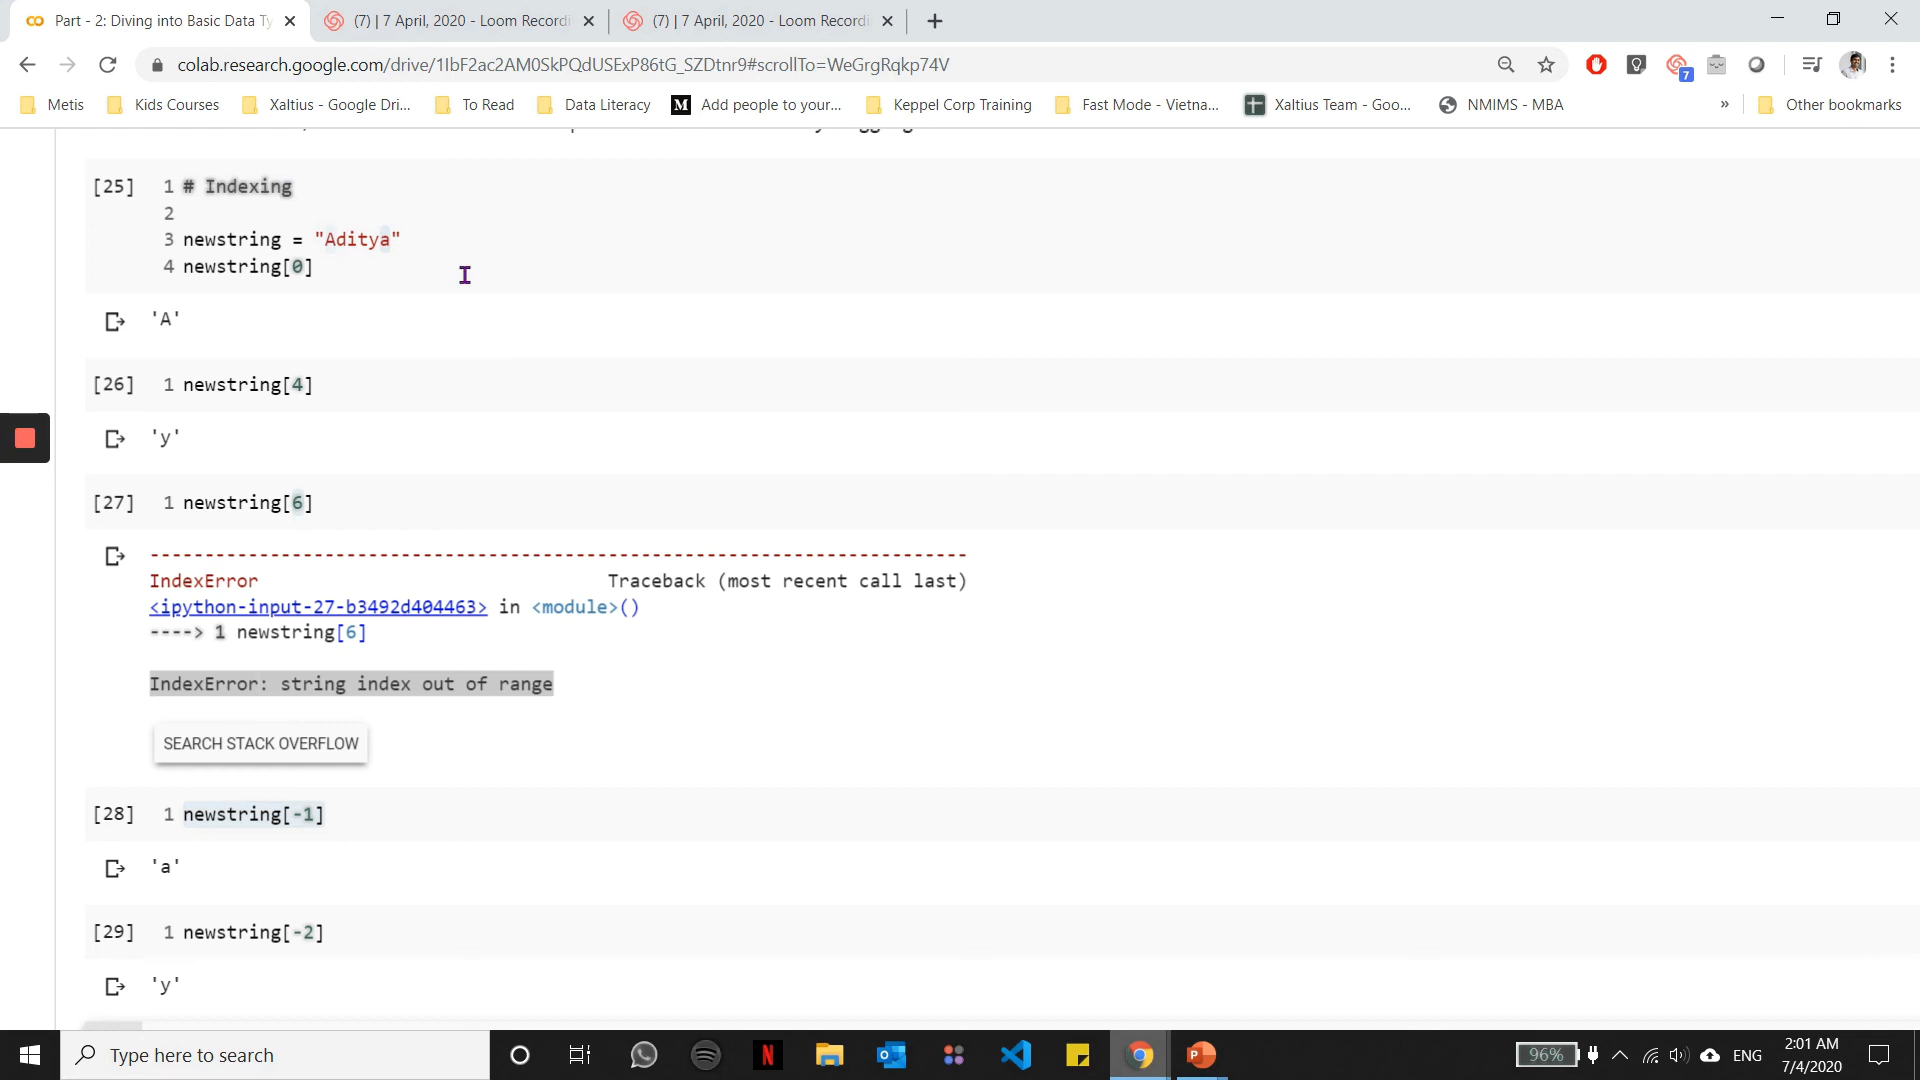 Part - 2: Diving into Basic Data Ty
(7) | 7 April, 2020 - Loom Recordi
(7) | 7 April, 2020 - Loom Recordi
colab.research.google.com/drive/1IbF2ac2AM0SkPQdUSExP86tG_SZDtnr9#scrollTo=WeGrgRqkp74V
7
Metis
Kids Courses
Xaltius - Google Dri...
To Read
Data Literacy
M Add people to your...
Keppel Corp Training
Fast Mode - Vietna...
Xaltius Team - Goo...
NMIMS - MBA
»
Other bookmarks
[25] 1 # Indexing
2
3 newstring = "Aditya"
4 newstring[0]
'A'
[26] 1 newstring[4]
'y'
[27] 1 newstring[6]
---------------------------------------------------------------------------
IndexError Traceback (most recent call last)
<ipython-input-27-b3492d404463> in <module>()
----> 1 newstring[6]
IndexError: string index out of range
SEARCH STACK OVERFLOW
[28] 1 newstring[-1]
'a'
[29] 1 newstring[-2]
'y'
Type here to search
96%
ENG
2:01 AM
7/4/2020